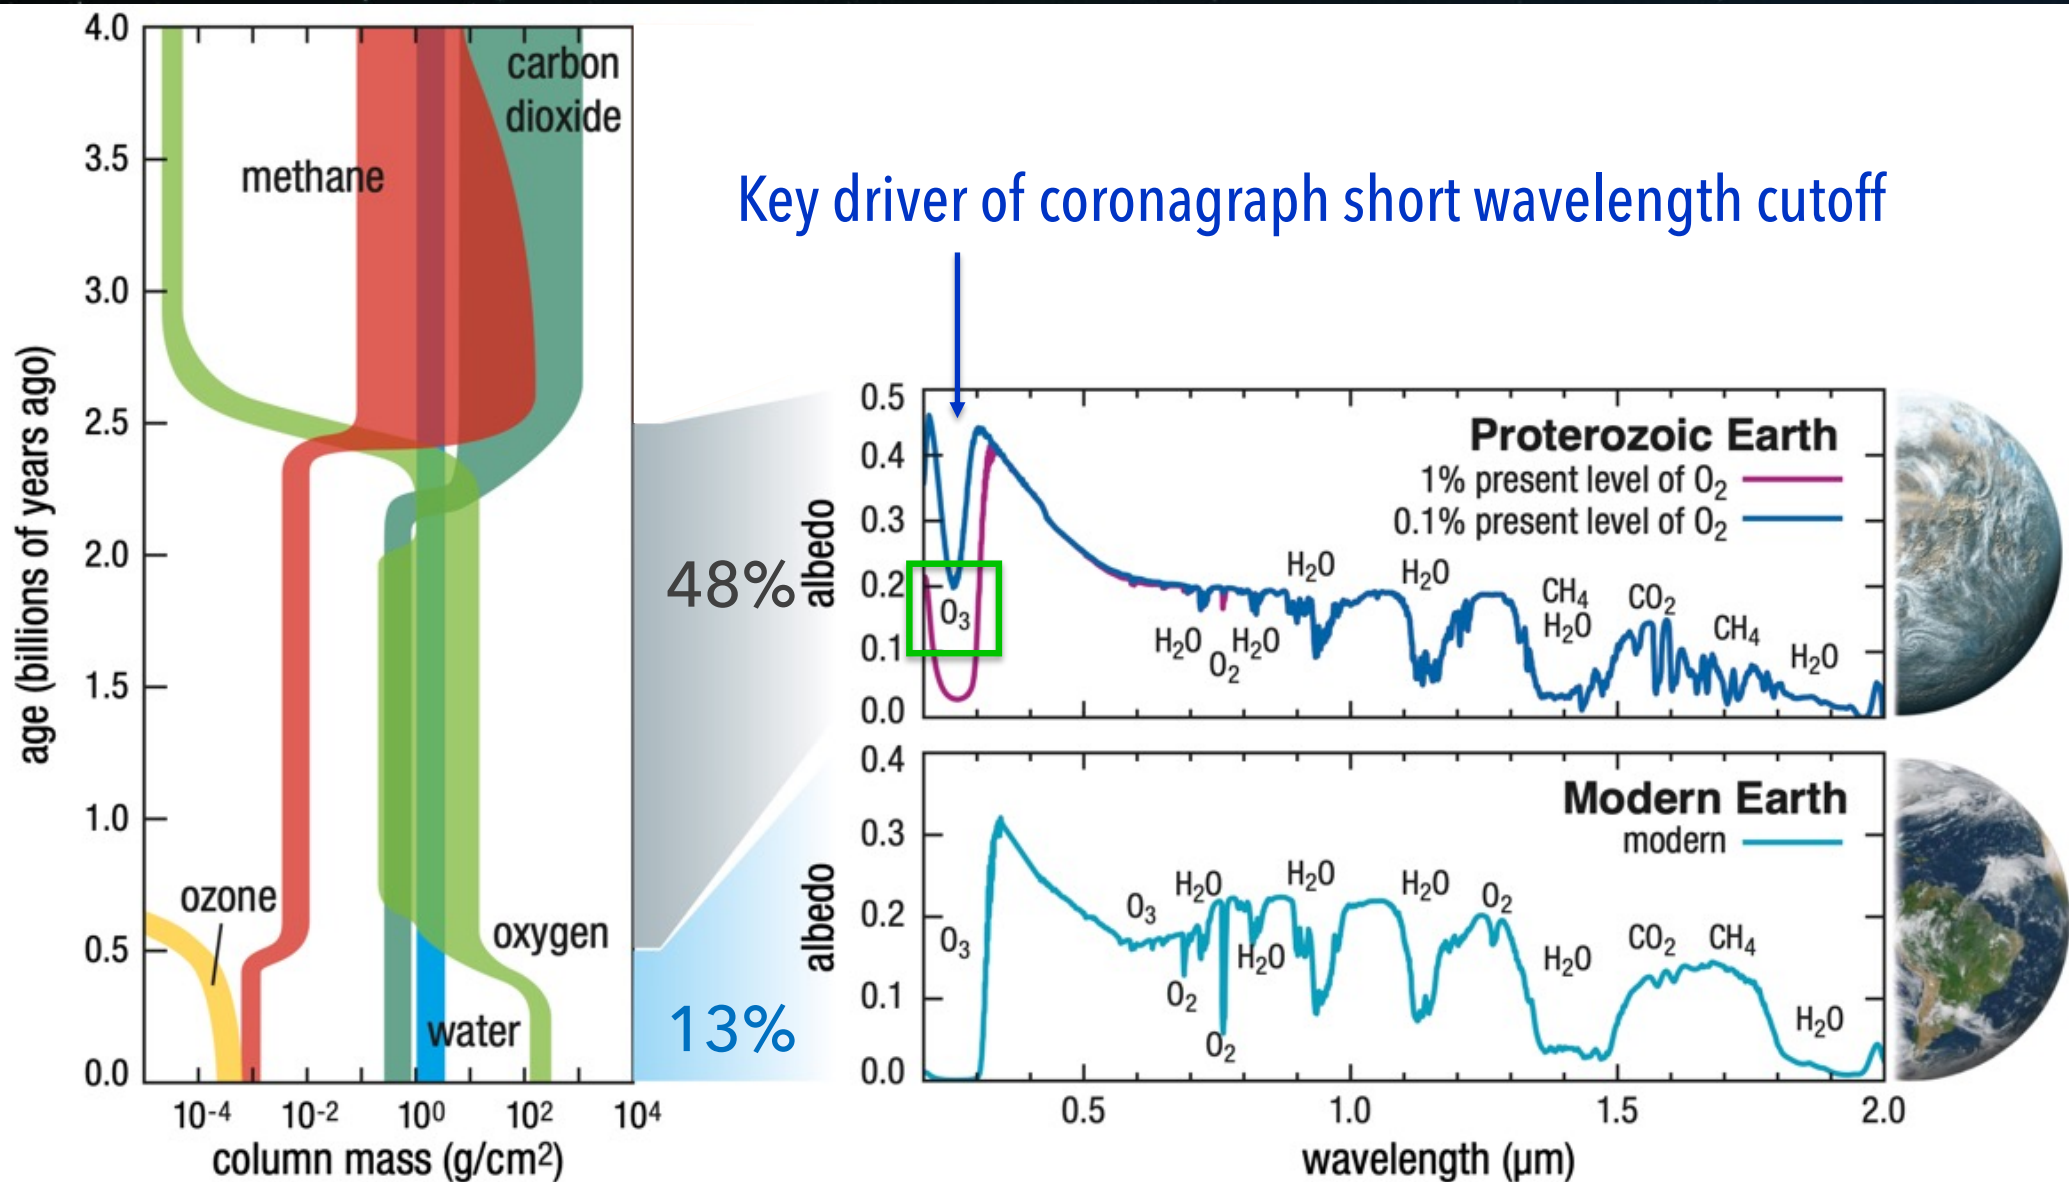 4.0
3.5
3.0
2.5
2.0
1.5
1.0
0.5
0.0
age (billions of years ago)
carbon
dioxide
methane
ozone
oxygen
water
10-4 10-2 100 102 104
column mass (g/cm2)
48%
13%
Key driver of coronagraph short wavelength cutoff
0.5
0.4
0.3
0.2
0.1
0.0
albedo
Proterozoic Earth
1% present level of O2
0.1% present level of O2
O3
H2O
O2
H2O
H2O
H2O
CH4
H2O
CO2
CH4
H2O
0.4
0.3
0.2
0.1
0.0
albedo
Modern Earth
modern
O3
O3
H2O
O2
O2
H2O
H2O
H2O
O2
H2O
CO2
CH4
H2O
0.5 1.0 1.5 2.0
wavelength (μm)